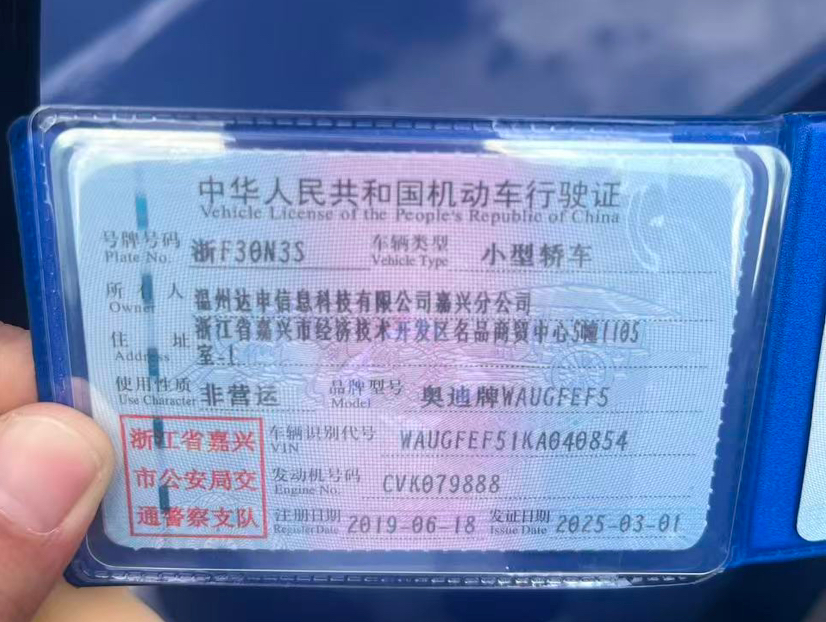 中华人民共和国机动车行驶证
Vehicle License of the People's Republic of China
号牌号码 浙F30N3S 车辆类型 小型轿车
Plate No. Vehicle Type
所有人 温州达申信息科技有限公司嘉兴分公司
Owner
住址 浙江省嘉兴市经济技术开发区名品商贸中心5幢1105
Address 室-1
使用性质 非营运 品牌型号 奥迪牌WAUGFEF5
Use Character Model
浙江省嘉兴 车辆识别代号 WAUGFEF51KA040854
VIN
市公安局交 发动机号码 CVK079888
Engine No.
通警察支队 注册日期 2019-06-18 发证日期 2025-03-01
Register Date Issue Date